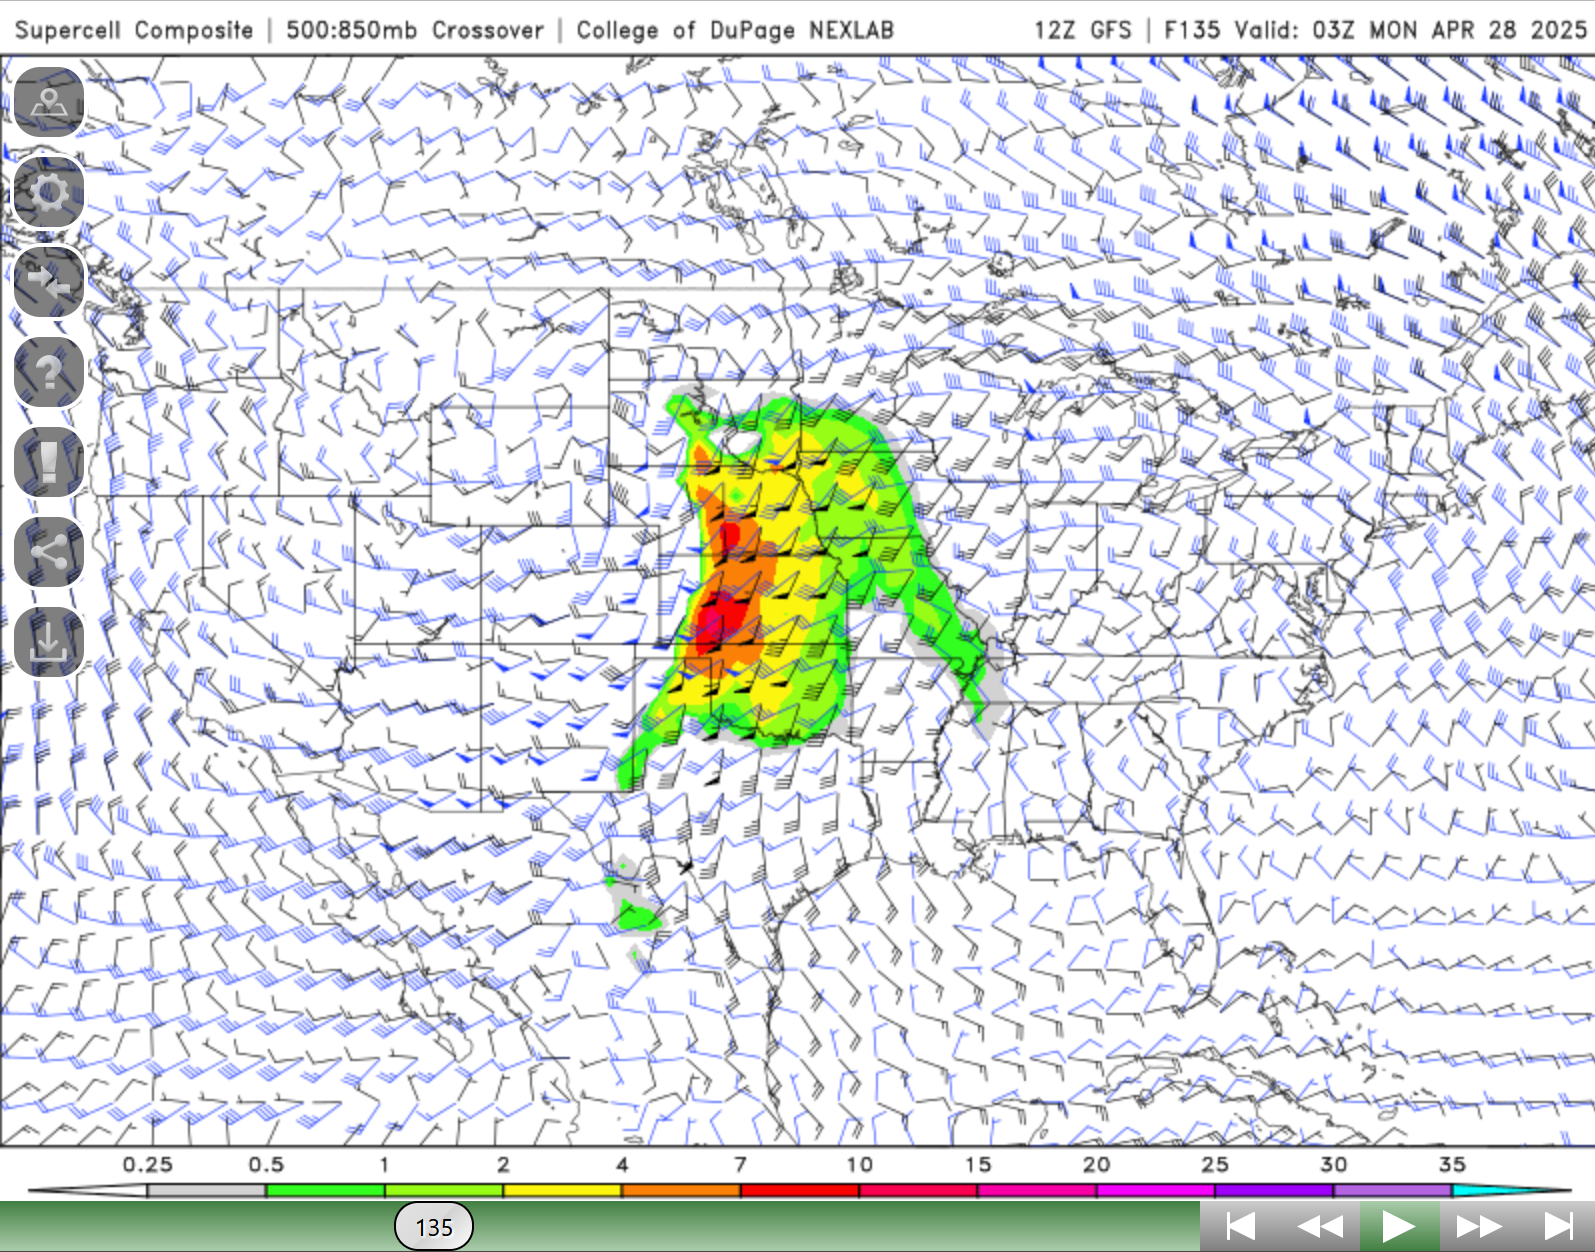 Supercell Composite | 500:850mb Crossover | College of DuPage NEXLAB
12Z GFS | F135 Valid: 03Z MON APR 28 2025
?
!
0.25 0.5 1 2 4 7 10 15 20 25 30 35
135